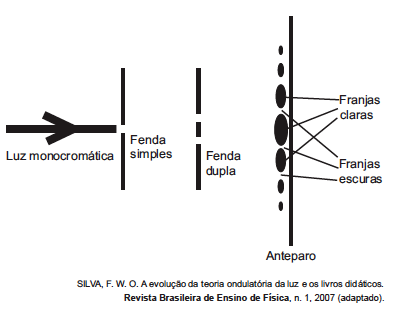 Luz monocromática
Fenda
simples
Fenda
dupla
Franjas
claras
Franjas
escuras
Anteparo
SILVA, F. W. O. A evolução da teoria ondulatória da luz e os livros didáticos.
Revista Brasileira de Ensino de Física, n. 1, 2007 (adaptado).